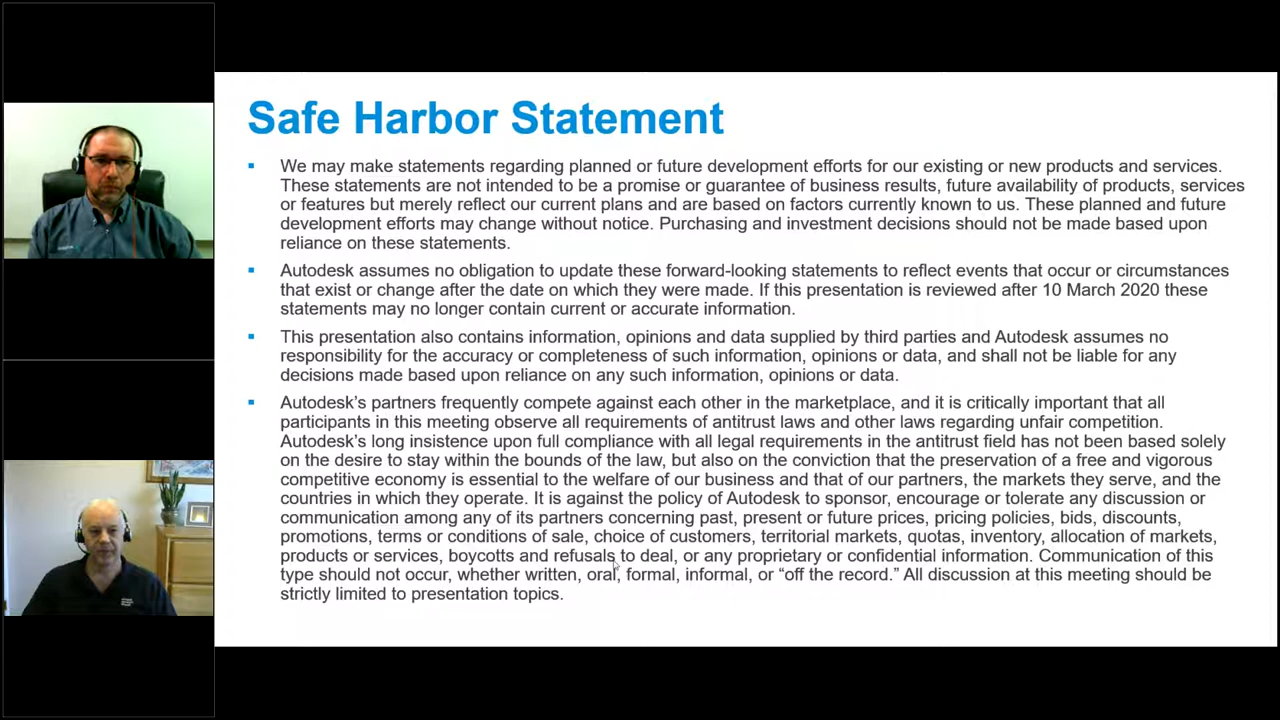 Safe Harbor Statement
▪ We may make statements regarding planned or future development efforts for our existing or new products and services.
These statements are not intended to be a promise or guarantee of business results, future availability of products, services
or features but merely reflect our current plans and are based on factors currently known to us. These planned and future
development efforts may change without notice. Purchasing and investment decisions should not be made based upon
reliance on these statements.
▪ Autodesk assumes no obligation to update these forward-looking statements to reflect events that occur or circumstances
that exist or change after the date on which they were made. If this presentation is reviewed after 10 March 2020 these
statements may no longer contain current or accurate information.
▪ This presentation also contains information, opinions and data supplied by third parties and Autodesk assumes no
responsibility for the accuracy or completeness of such information, opinions or data, and shall not be liable for any
decisions made based upon reliance on any such information, opinions or data.
▪ Autodesk’s partners frequently compete against each other in the marketplace, and it is critically important that all
participants in this meeting observe all requirements of antitrust laws and other laws regarding unfair competition.
Autodesk’s long insistence upon full compliance with all legal requirements in the antitrust field has not been based solely
on the desire to stay within the bounds of the law, but also on the conviction that the preservation of a free and vigorous
competitive economy is essential to the welfare of our business and that of our partners, the markets they serve, and the
countries in which they operate. It is against the policy of Autodesk to sponsor, encourage or tolerate any discussion or
communication among any of its partners concerning past, present or future prices, pricing policies, bids, discounts,
promotions, terms or conditions of sale, choice of customers, territorial markets, quotas, inventory, allocation of markets,
products or services, boycotts and refusals to deal, or any proprietary or confidential information. Communication of this
type should not occur, whether written, oral, formal, informal, or “off the record.” All discussion at this meeting should be
strictly limited to presentation topics.